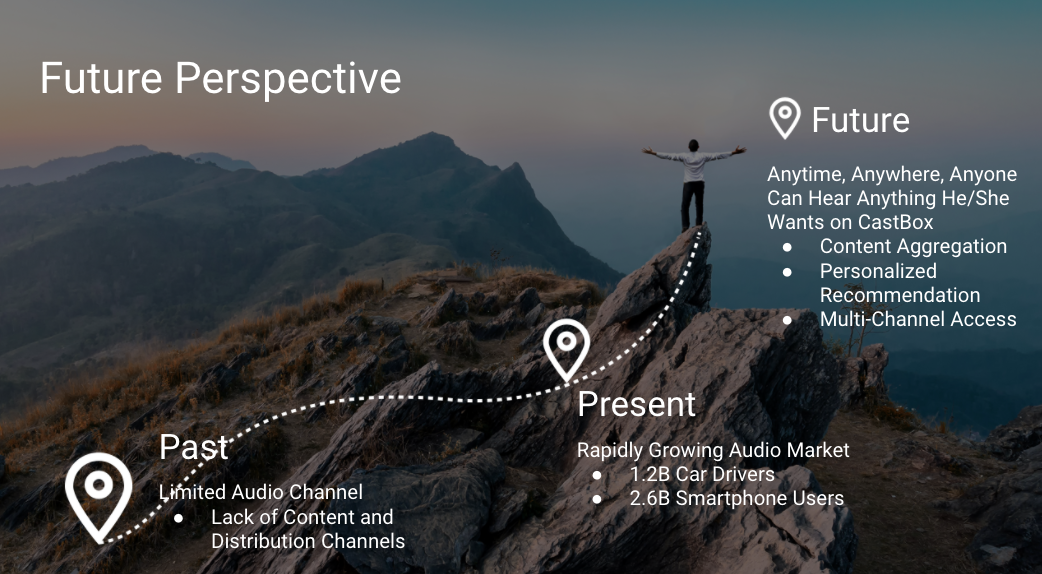 Future Perspective
Future
Anytime, Anywhere, Anyone
Can Hear Anything He/She
Wants on CastBox
● Content Aggregation
● Personalized
Recommendation
● Multi-Channel Access
Present
Rapidly Growing Audio Market
● 1.2B Car Drivers
● 2.6B Smartphone Users
Past
Limited Audio Channel
● Lack of Content and
Distribution Channels